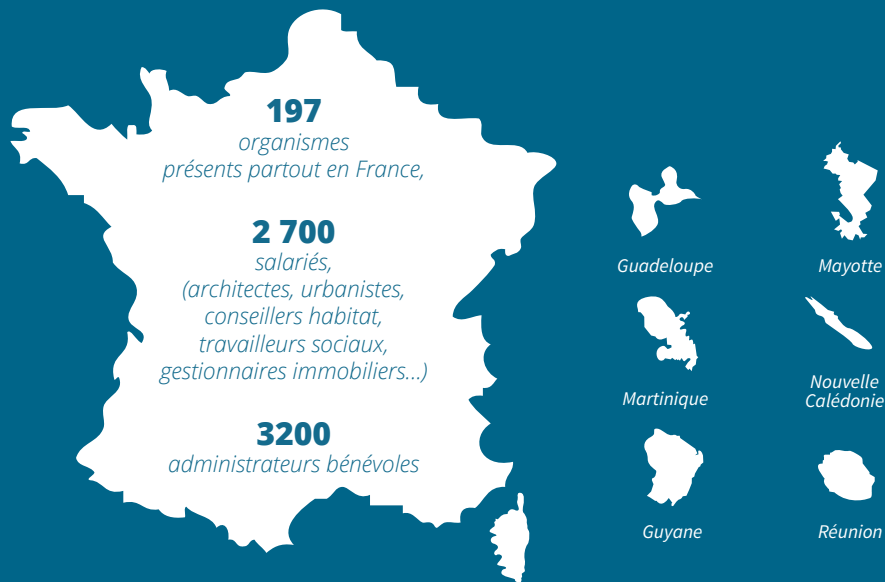 197
organismes
présents partout en France,
2 700
salariés,
(architectes, urbanistes,
conseillers habitat,
travailleurs sociaux,
gestionnaires immobiliers...)
3200
administrateurs bénévoles
Guadeloupe
Mayotte
Martinique
Nouvelle
Calédonie
Guyane
Réunion